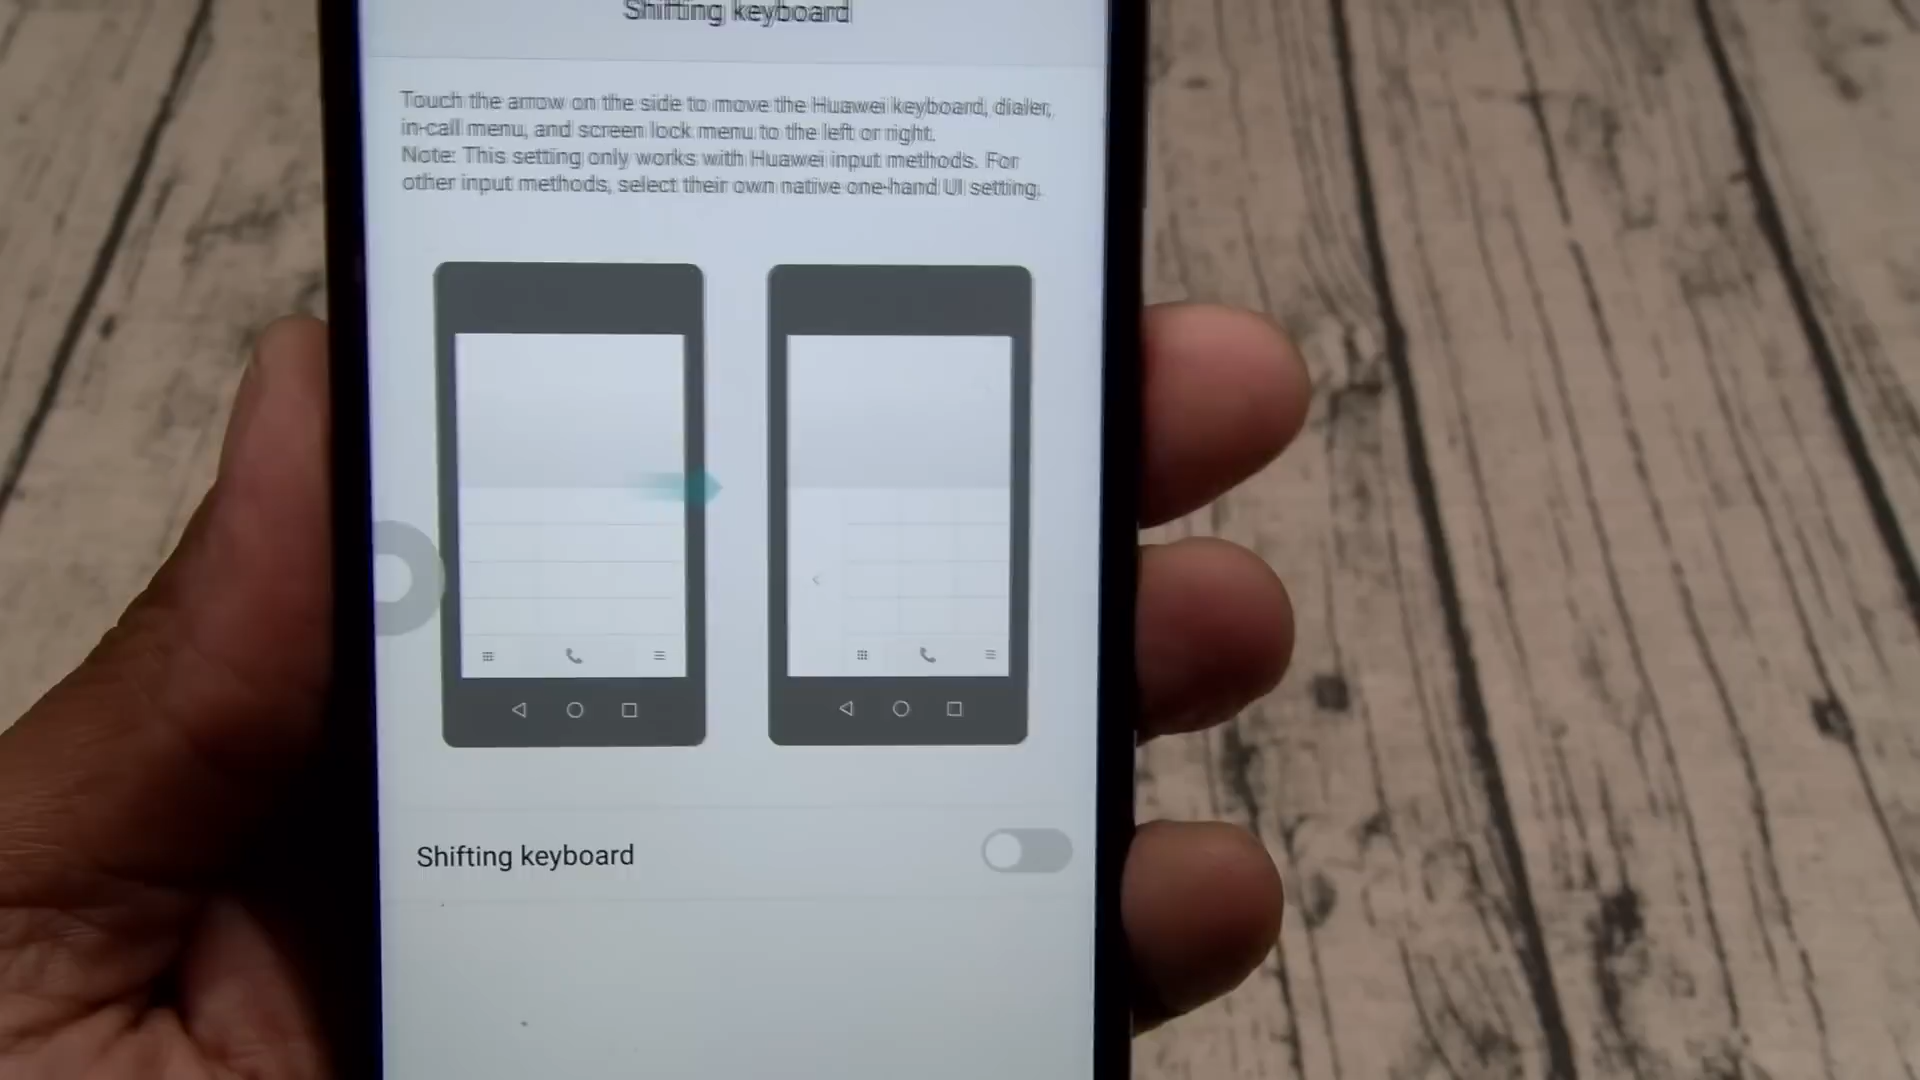 Shifting keyboard
Touch the arrow on the side to move the Huawei keyboard, dialer,
in-call menu, and screen lock menu to the left or right.
Note: This setting only works with Huawei input methods. For
other input methods, select their own native one-hand UI setting.
Shifting keyboard